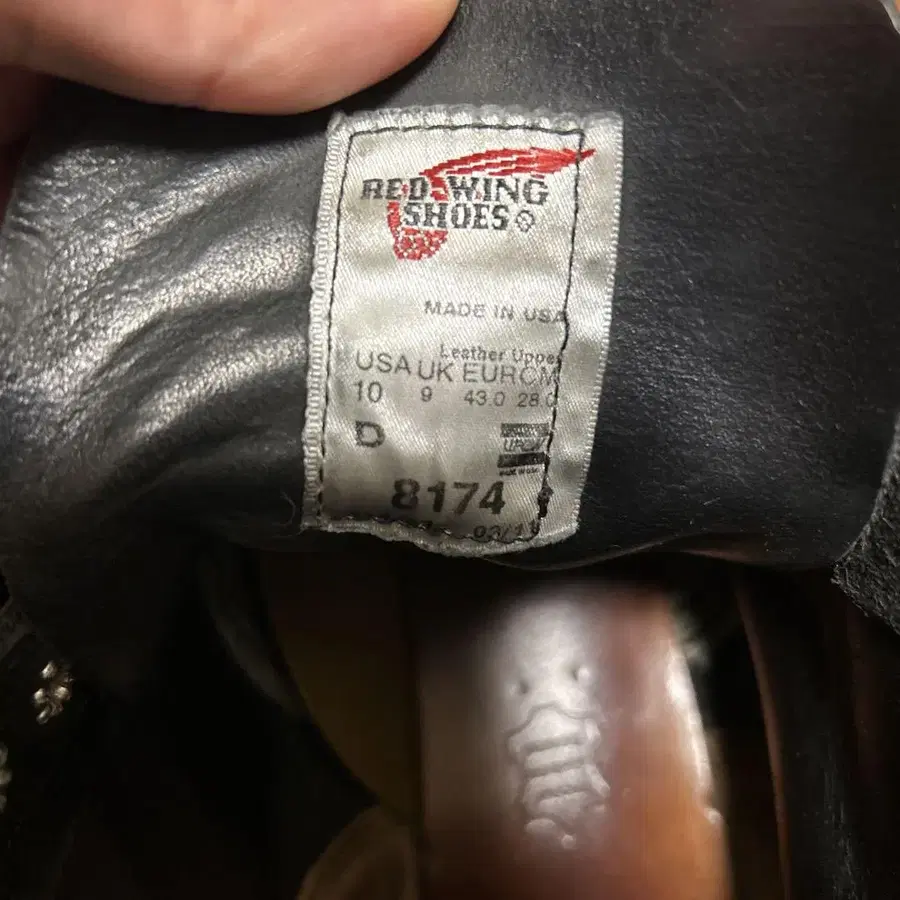 RED WING
SHOES
MADE IN USA
Leather Upper
USA UK EUR CM
10 9 43.0 28.0
D
8174